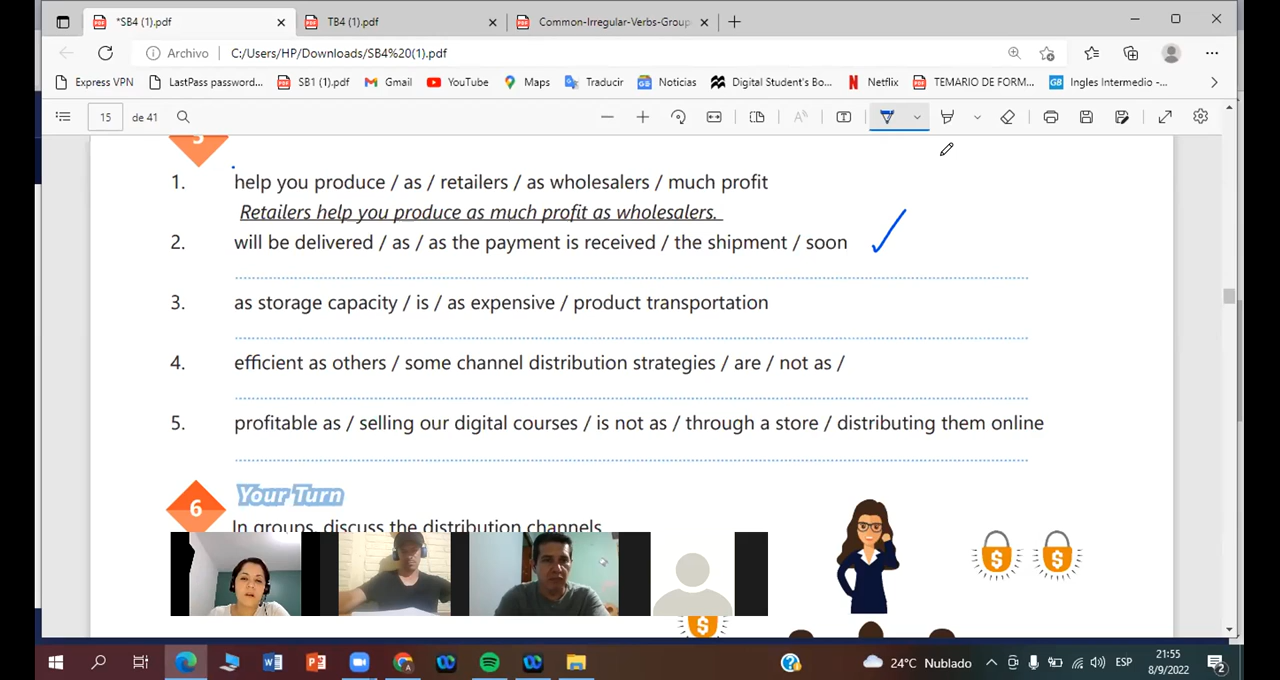 *SB4 (1).pdf
TB4 (1).pdf
Common-Irregular-Verbs-Group
Archivo
C:/Users/HP/Downloads/SB4%20(1).pdf
Express VPN
LastPass password...
SB1 (1).pdf
Gmail
YouTube
Maps
Traducir
Noticias
Digital Student's Bo...
Netflix
TEMARIO DE FORM...
Ingles Intermedio -...
15
de 41
5
1. help you produce / as / retailers / as wholesalers / much profit
Retailers help you produce as much profit as wholesalers.
2. will be delivered / as / as the payment is received / the shipment / soon
3. as storage capacity / is / as expensive / product transportation
4. efficient as others / some channel distribution strategies / are / not as /
5. profitable as / selling our digital courses / is not as / through a store / distributing them online
6
Your Turn
In groups, discuss the distribution channels
24°C Nublado
ESP
21:55
8/9/2022
2